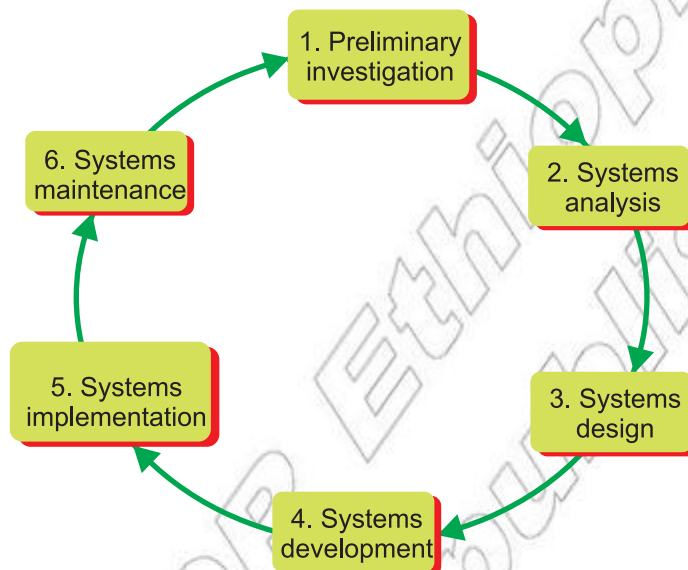 1. Preliminary
investigation
2. Systems
analysis
3. Systems
design
4. Systems
development
5. Systems
implementation
6. Systems
maintenance